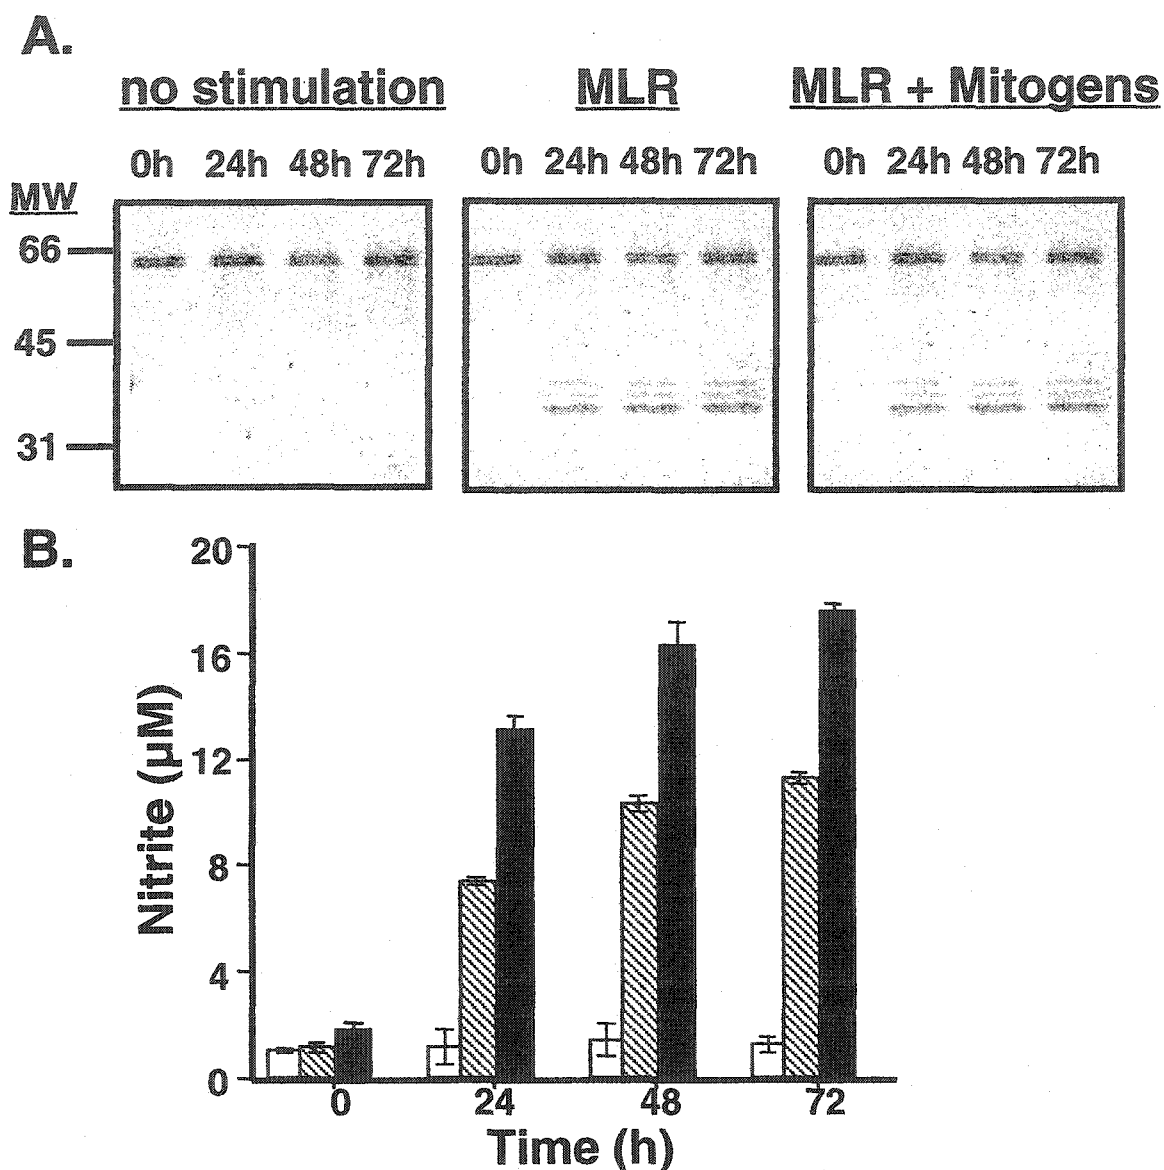 A.
no stimulation MLR MLR + Mitogens
0h 24h 48h 72h 0h 24h 48h 72h 0h 24h 48h 72h
MW
66
45
31
B.
20
16
12
8
4
0
Nitrite (µM)
0 24 48 72
Time (h)